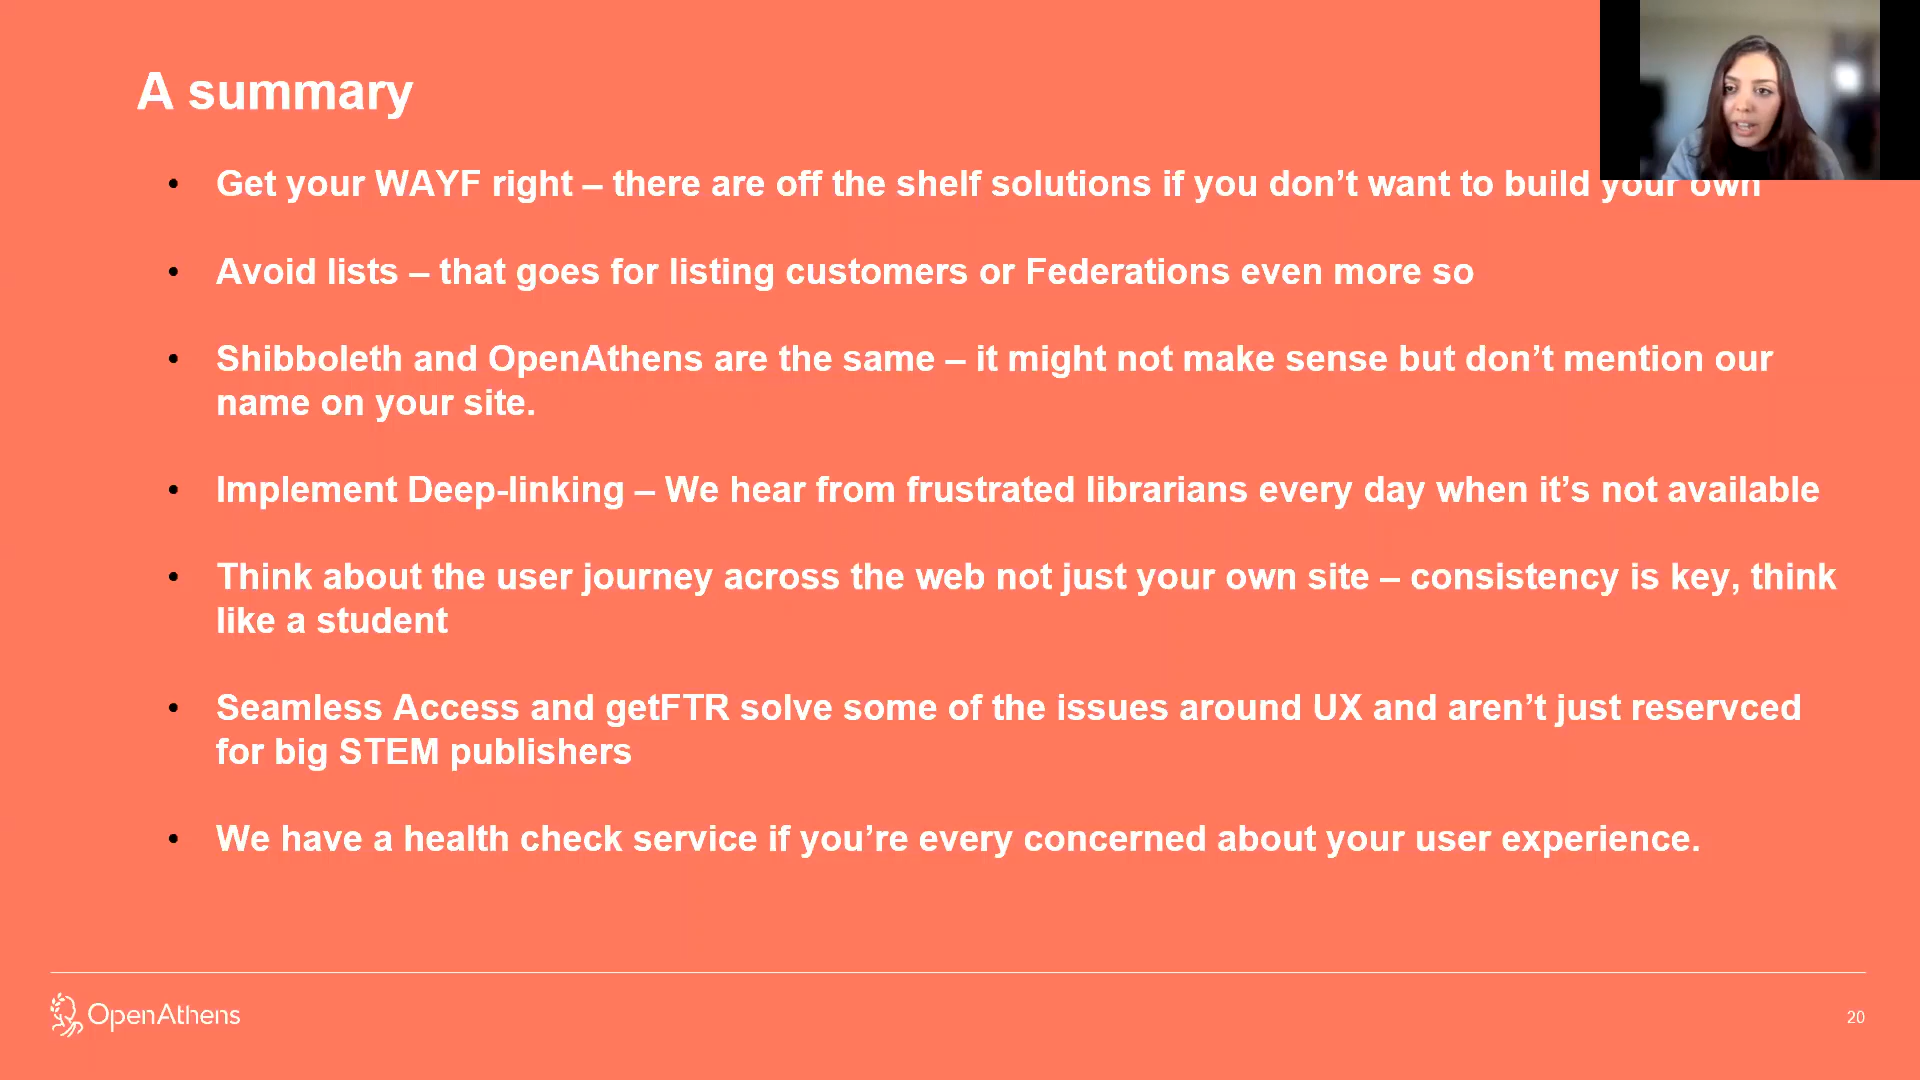 A summary
• Get your WAYF right – there are off the shelf solutions if you don’t want to build your own
• Avoid lists – that goes for listing customers or Federations even more so
• Shibboleth and OpenAthens are the same – it might not make sense but don’t mention our
name on your site.
• Implement Deep-linking – We hear from frustrated librarians every day when it’s not available
• Think about the user journey across the web not just your own site – consistency is key, think
like a student
• Seamless Access and getFTR solve some of the issues around UX and aren’t just reservced
for big STEM publishers
• We have a health check service if you’re every concerned about your user experience.
OpenAthens
20